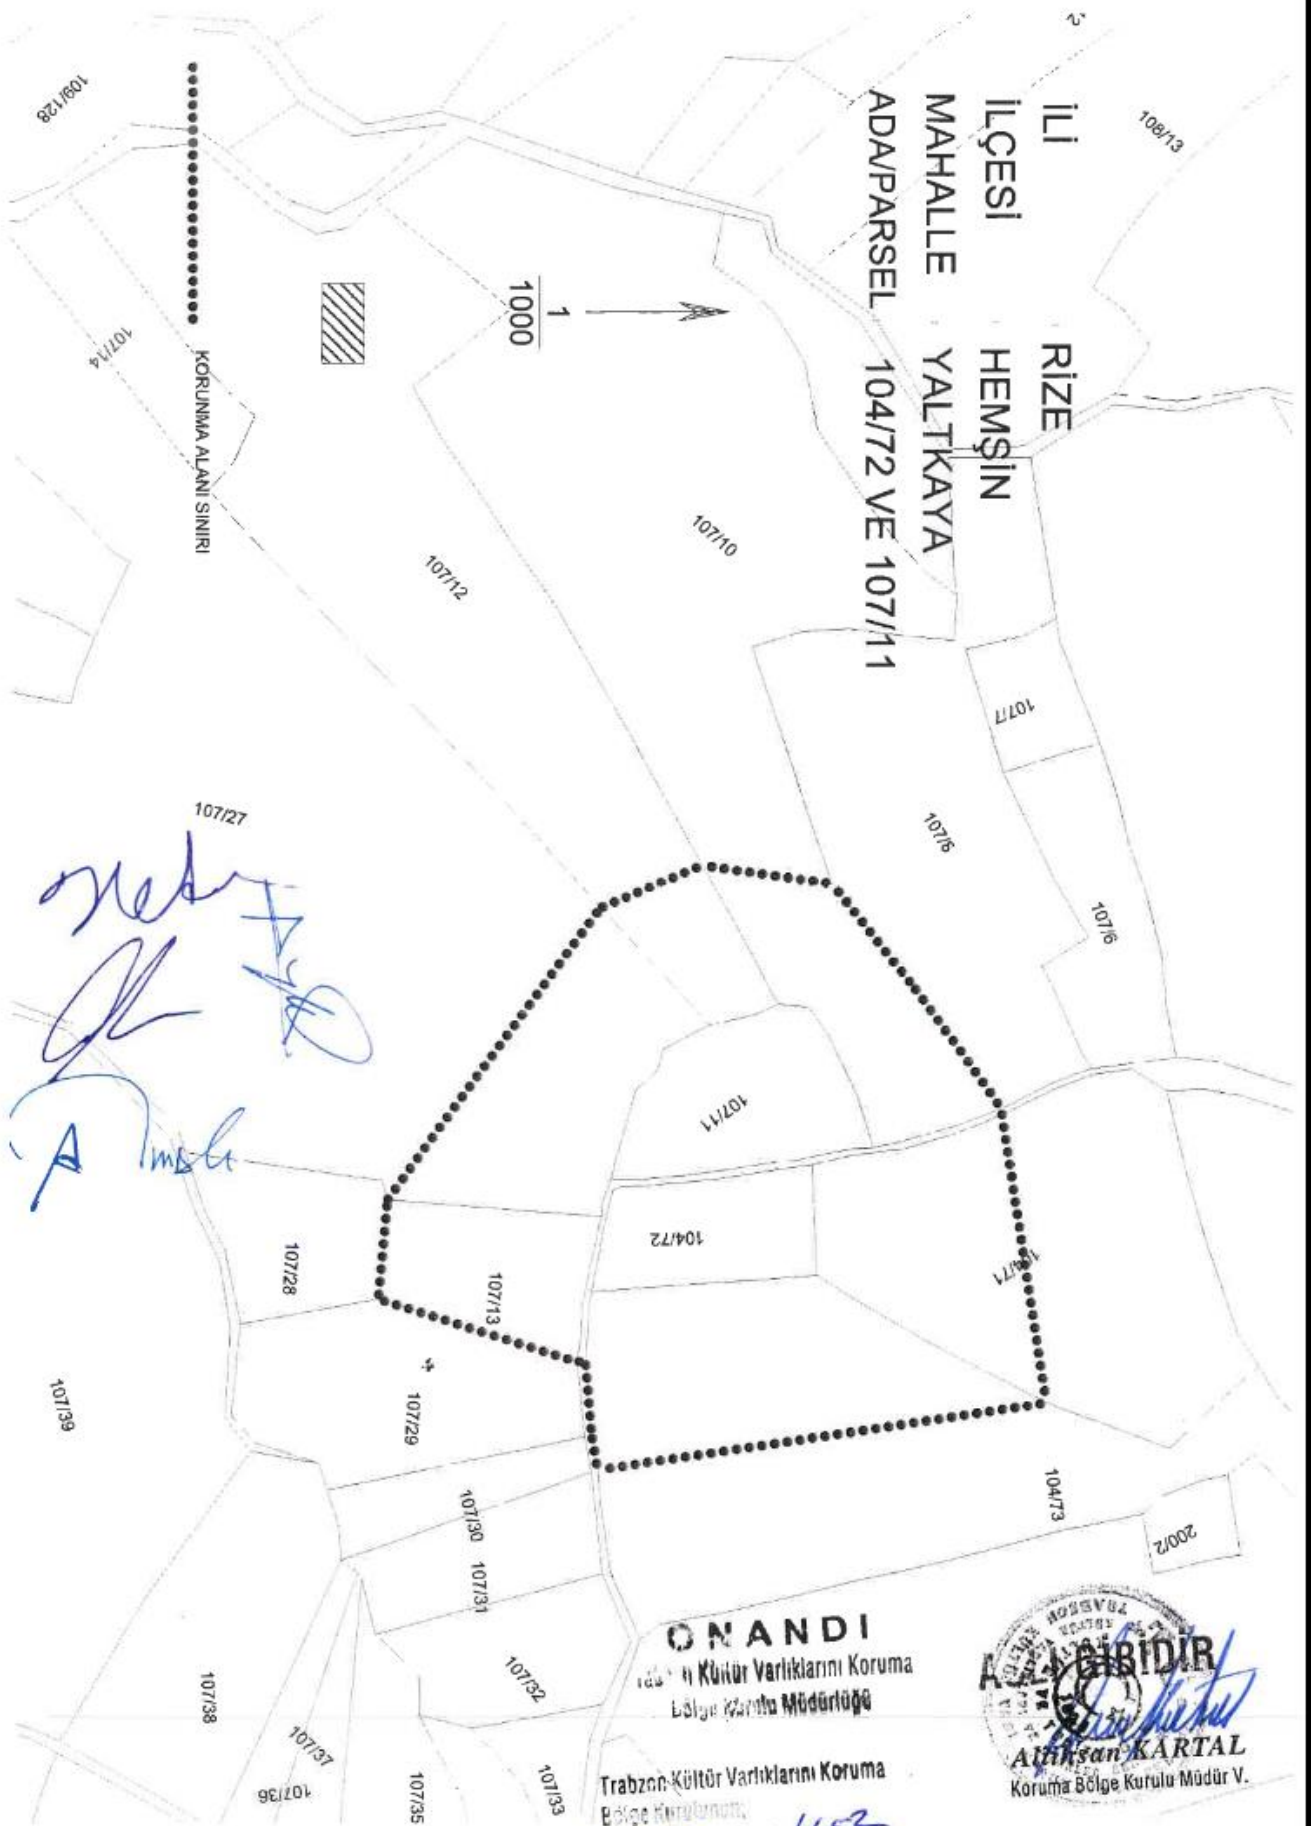 İLİ RİZE
İLÇESİ HEMŞİN
MAHALLE YALTKAYA
ADA/PARSEL 104/72 VE 107/11
1
1000
KORUNMA ALANI SINIRI
108/13
109/128
107/14
107/12
107/10
107/7
107/6
107/27
107/11
104/72
104/71
107/28
107/13
107/39
107/29
104/73
200/2
107/30
107/31
107/32
107/38
107/37
107/36
107/35
107/33
ONANDI
Kültür Varlıklarını Koruma
Bölge Kurulu Müdürlüğü
Trabzon Kültür Varlıklarını Koruma
Bölge Kurulunun
ASLI GİBİDİR
KARTAL
Koruma Bölge Kurulu Müdür V.